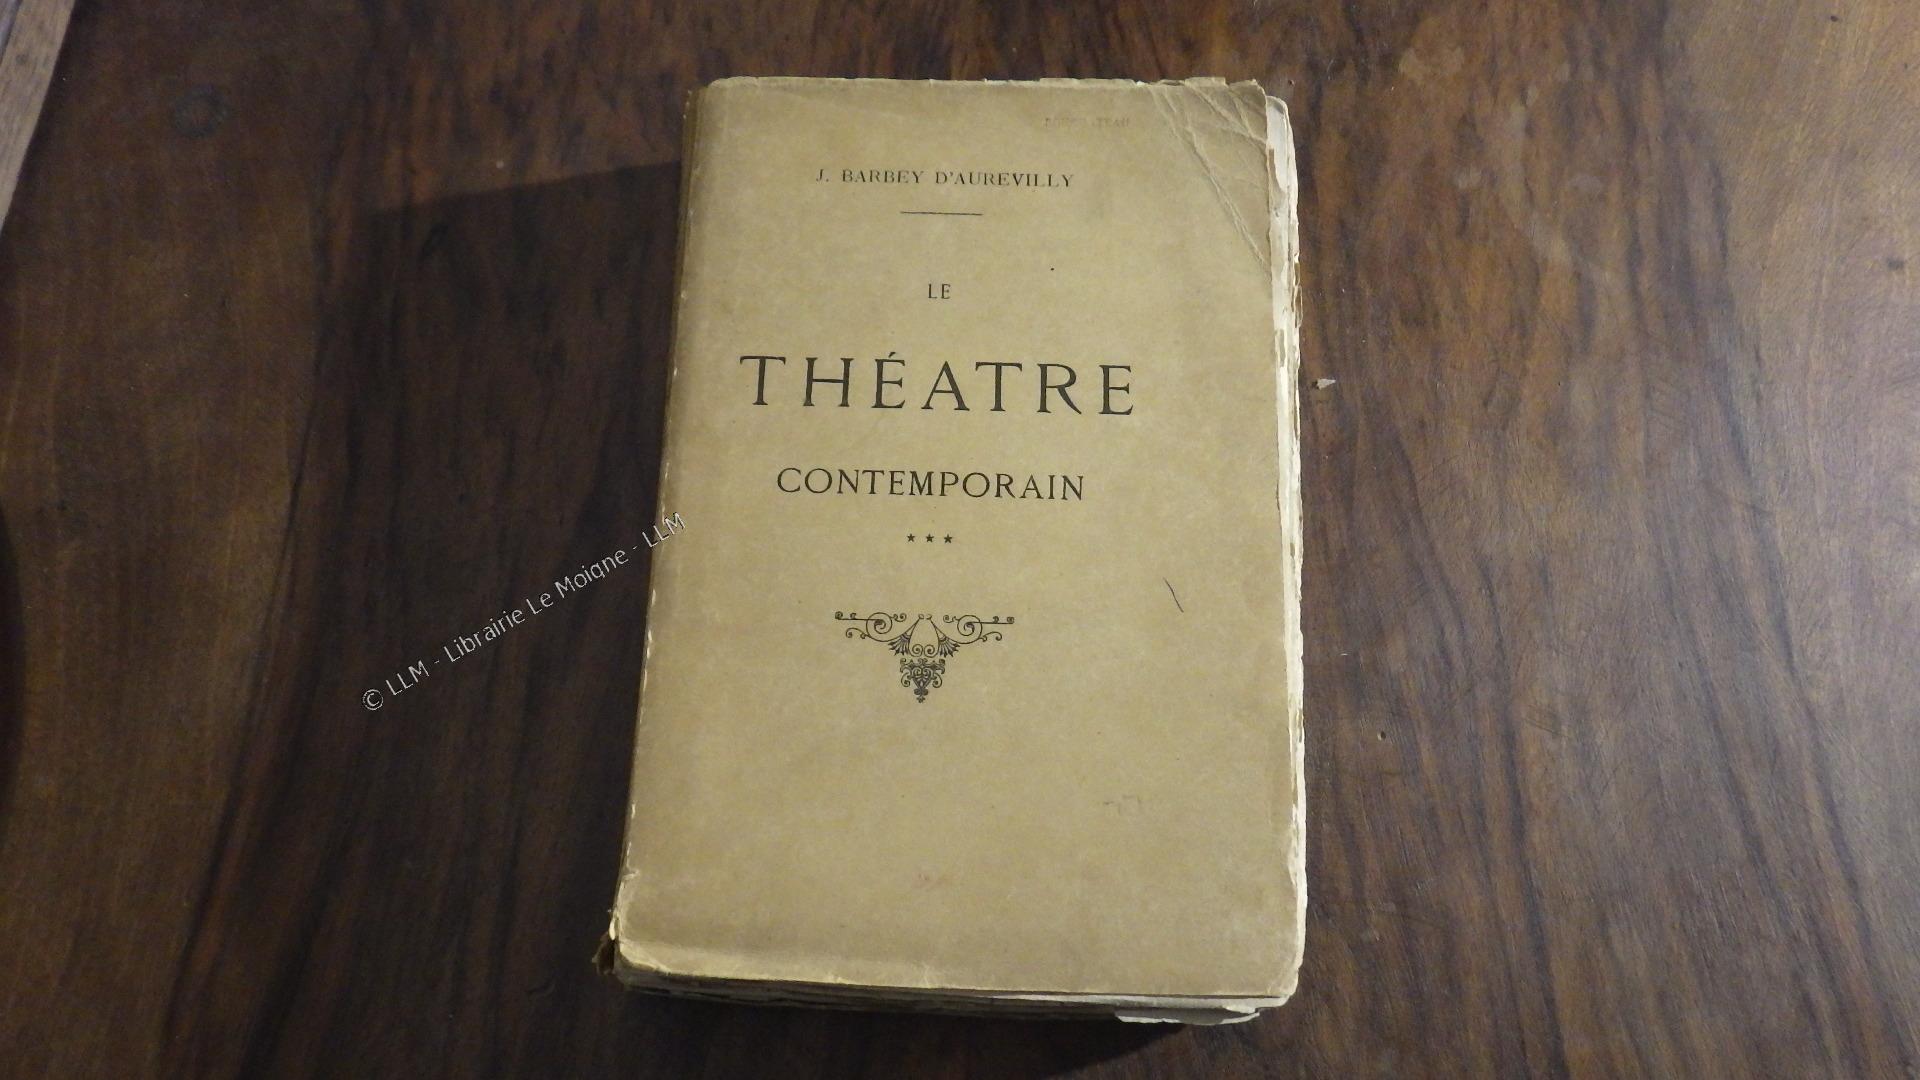 J. BARBEY D'AUREVILLY
LE
THÉATRE
CONTEMPORAIN
★ ★ ★
© LLM - Librairie Le Moigne - LLM